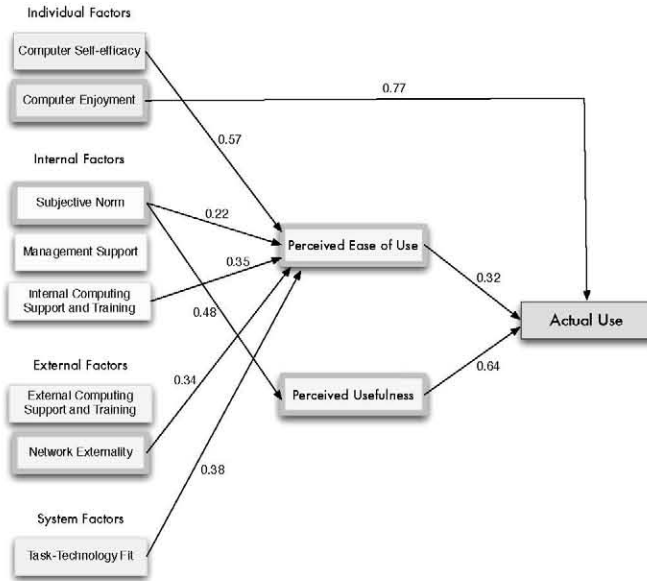 Individual Factors
Computer Self-efficacy
Computer Enjoyment
0.77
0.57
Internal Factors
Subjective Norm
0.22
Management Support
Perceived Ease of Use
0.35
Internal Computing
Support and Training
0.32
0.48
Actual Use
External Factors
External Computing
Support and Training
0.34
Perceived Usefulness
0.64
Network Externality
0.38
System Factors
Task-Technology Fit